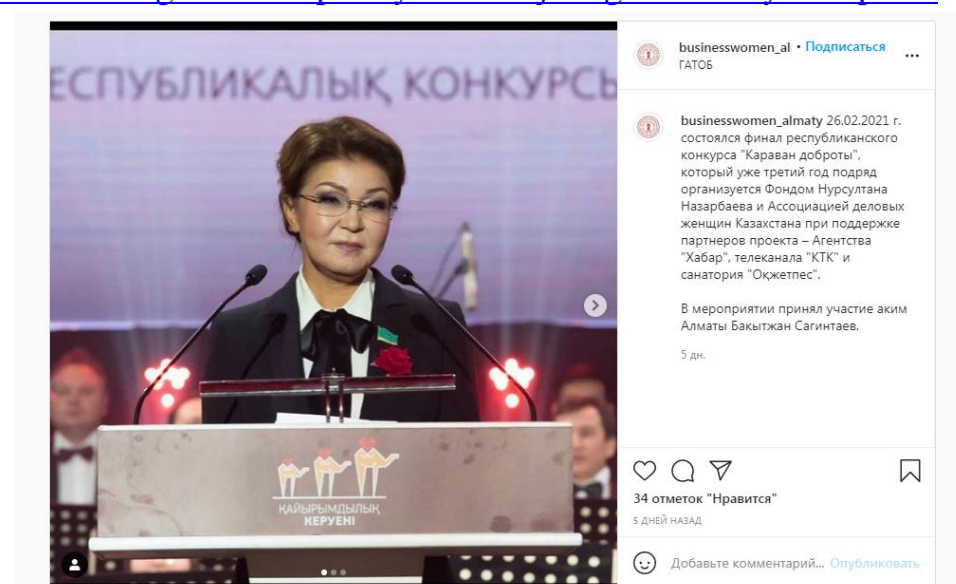 ЕСПУБЛИКАЛЫҚ КОНКУРСЫ
ҚАЙЫРЫМДЫЛЫҚ
КЕРУЕНІ
businesswomen_al • Подписаться
ГАТОБ
businesswomen_almaty 26.02.2021 г.
состоялся финал республиканского
конкурса "Караван доброты",
который уже третий год подряд
организуется Фондом Нурсултана
Назарбаева и Ассоциацией деловых
женщин Казахстана при поддержке
партнеров проекта – Агентства
"Хабар", телеканала "КТК" и
санатория "Оқжетпес".
В мероприятии принял участие аким
Алматы Бакытжан Сагинтаев.
5 дн.
34 отметок "Нравится"
5 ДНЕЙ НАЗАД
Добавьте комментарий... Опубликовать